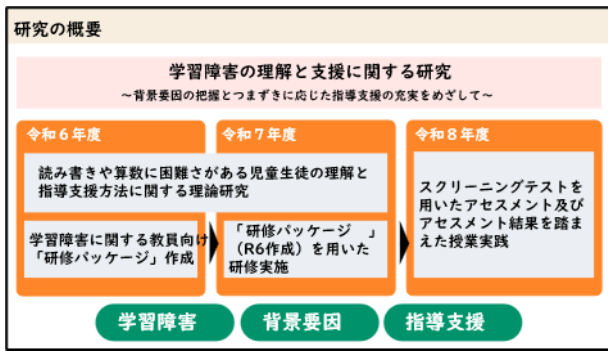 研究の概要
学習障害の理解と支援に関する研究
～背景要因の把握とつまずきに応じた指導支援の充実をめざして～
令和６年度
令和７年度
令和８年度
読み書きや算数に困難さがある児童生徒の理解と
指導支援方法に関する理論研究
学習障害に関する教員向け
「研修パッケージ」作成
「研修パッケージ　」
（R6作成）を用いた
研修実施
スクリーニングテストを
用いたアセスメント及び
アセスメント結果を踏ま
えた授業実践
学習障害
背景要因
指導支援